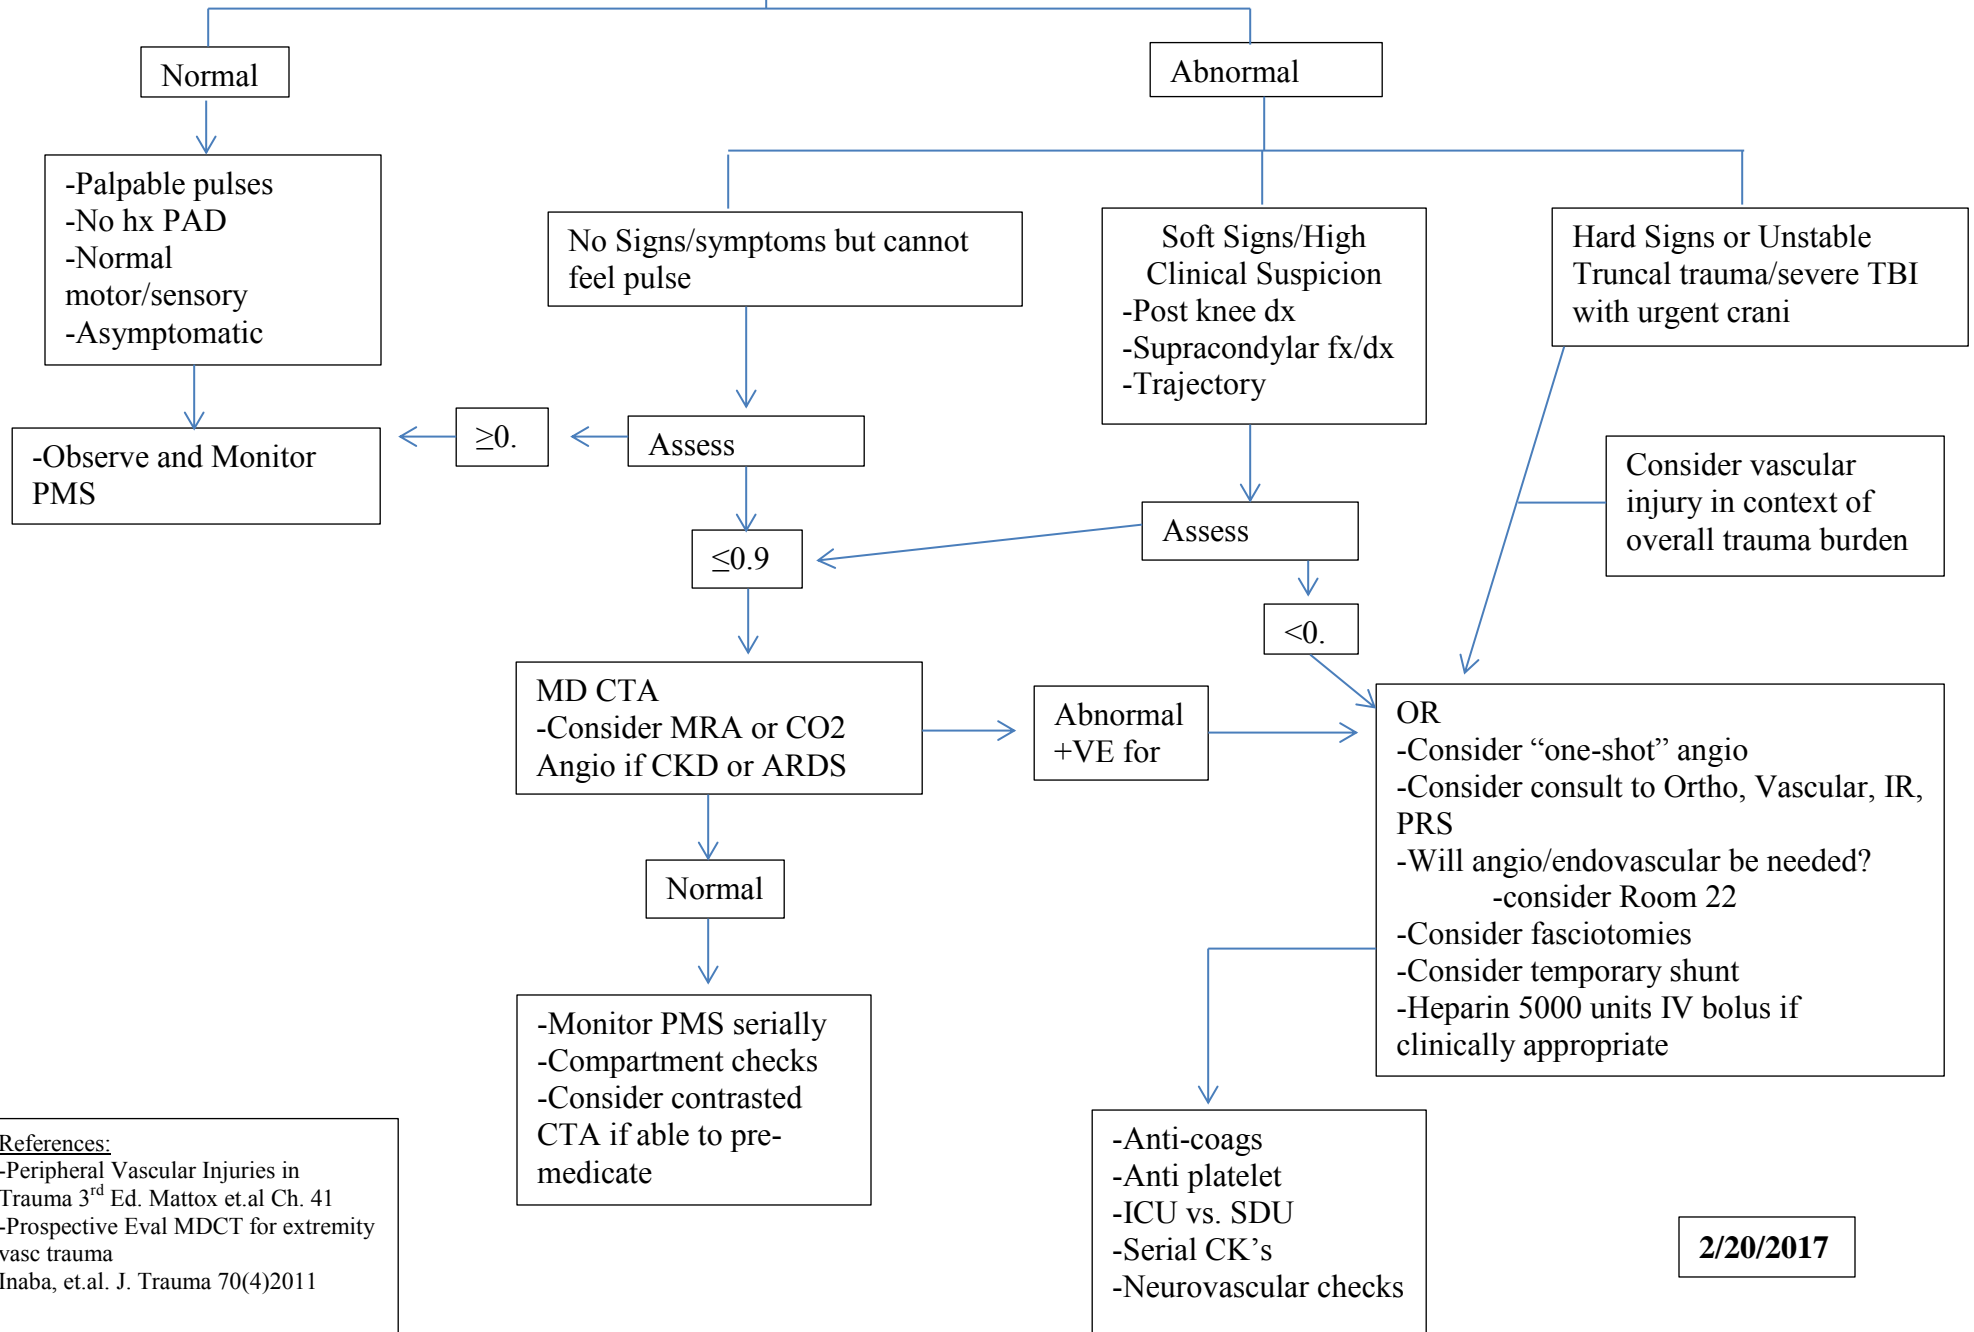 Normal
Abnormal
-Palpable pulses
-No hx PAD
-Normal
motor/sensory
-Asymptomatic
No Signs/symptoms but cannot
feel pulse
Soft Signs/High
Clinical Suspicion
-Post knee dx
-Supracondylar fx/dx
-Trajectory
Hard Signs or Unstable
Truncal trauma/severe TBI
with urgent crani
-Observe and Monitor
PMS
≥0.
Assess
Consider vascular
injury in context of
overall trauma burden
≤0.9
Assess
<0.
MD CTA
-Consider MRA or CO2
Angio if CKD or ARDS
Abnormal
+VE for
OR
-Consider “one-shot” angio
-Consider consult to Ortho, Vascular, IR,
PRS
-Will angio/endovascular be needed?
-consider Room 22
-Consider fasciotomies
-Consider temporary shunt
-Heparin 5000 units IV bolus if
clinically appropriate
Normal
-Monitor PMS serially
-Compartment checks
-Consider contrasted
CTA if able to pre-
medicate
-Anti-coags
-Anti platelet
-ICU vs. SDU
-Serial CK’s
-Neurovascular checks
References:
-Peripheral Vascular Injuries in
Trauma 3rd Ed. Mattox et.al Ch. 41
-Prospective Eval MDCT for extremity
vasc trauma
Inaba, et.al. J. Trauma 70(4)2011
2/20/2017